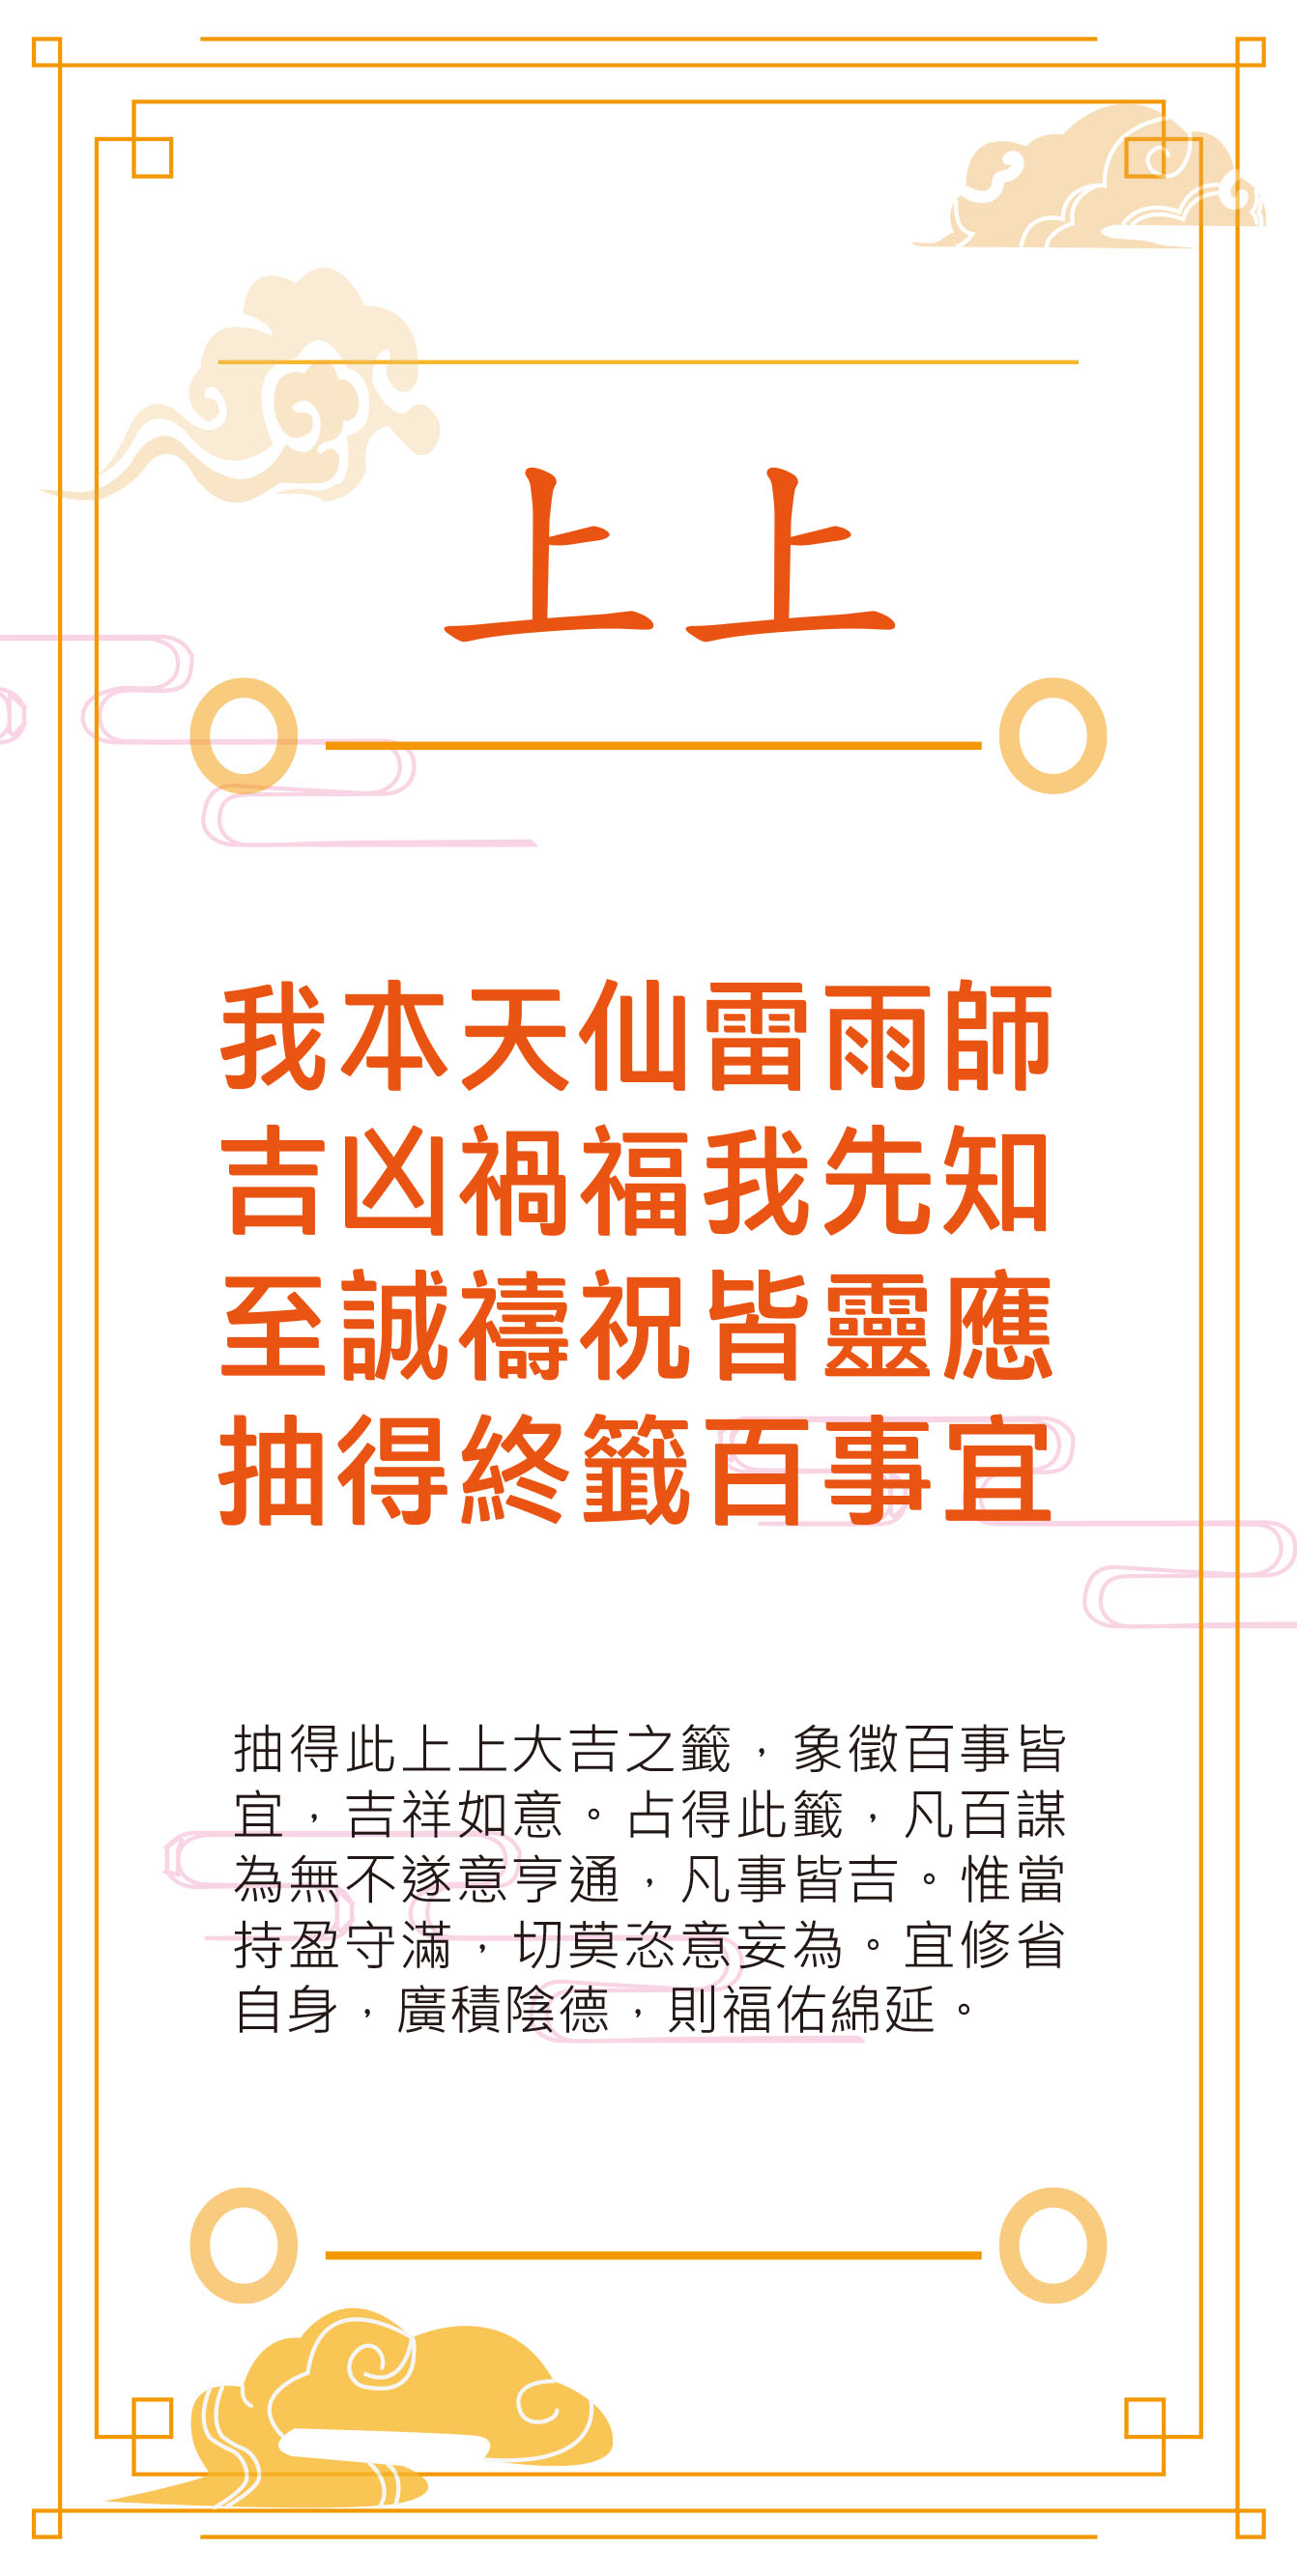 上上
我本天仙雷雨師
吉凶禍福我先知
至誠禱祝皆靈應
抽得終籤百事宜
抽得此上上大吉之籤，象徵百事皆
宜，吉祥如意。占得此籤，凡百謀
為無不遂意亨通，凡事皆吉。惟當
持盈守滿，切莫恣意妄為。宜修省
自身，廣積陰德，則福佑綿延。